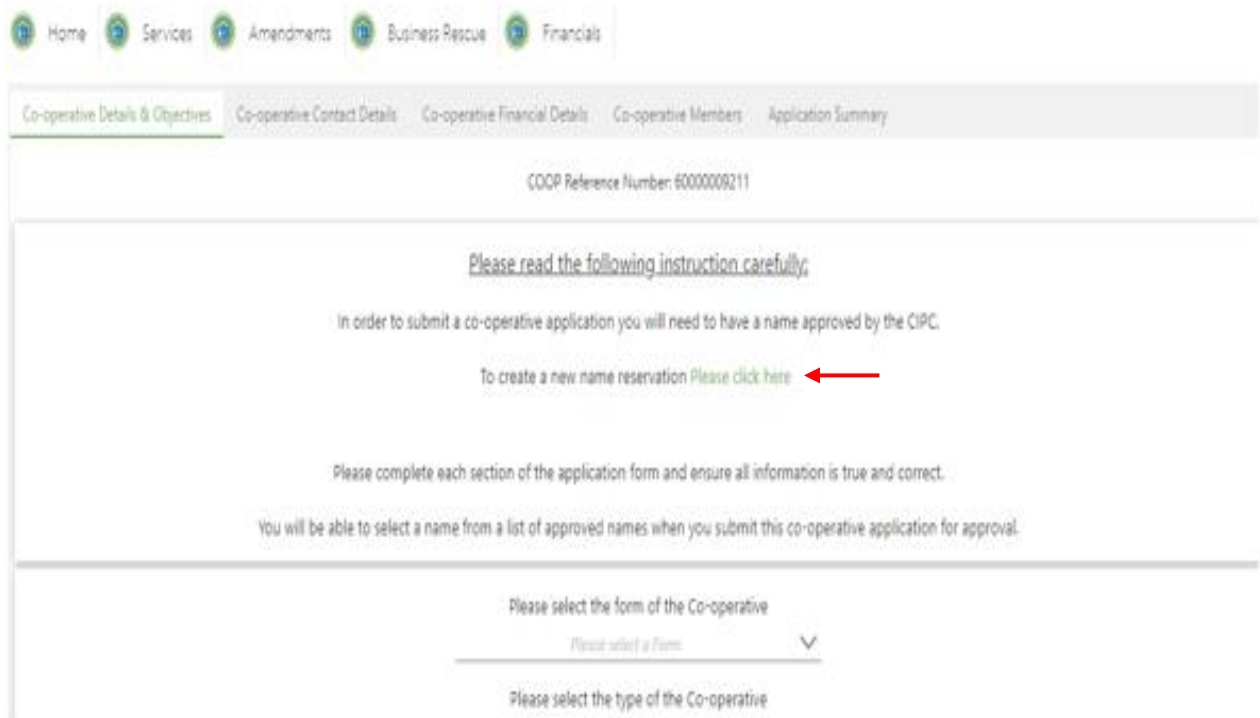 Home Services Amendments Business Rescue Financials
Co-operative Details & Objectives Co-operative Contact Details Co-operative Financial Details Co-operative Members Application Summary
COOP Reference Number: 60000009211
Please read the following instruction carefully:
In order to submit a co-operative application you will need to have a name approved by the CIPC.
To create a new name reservation Please click here
Please complete each section of the application form and ensure all information is true and correct.
You will be able to select a name from a list of approved names when you submit this co-operative application for approval.
Please select the form of the Co-operative
Please select a Form
Please select the type of the Co-operative